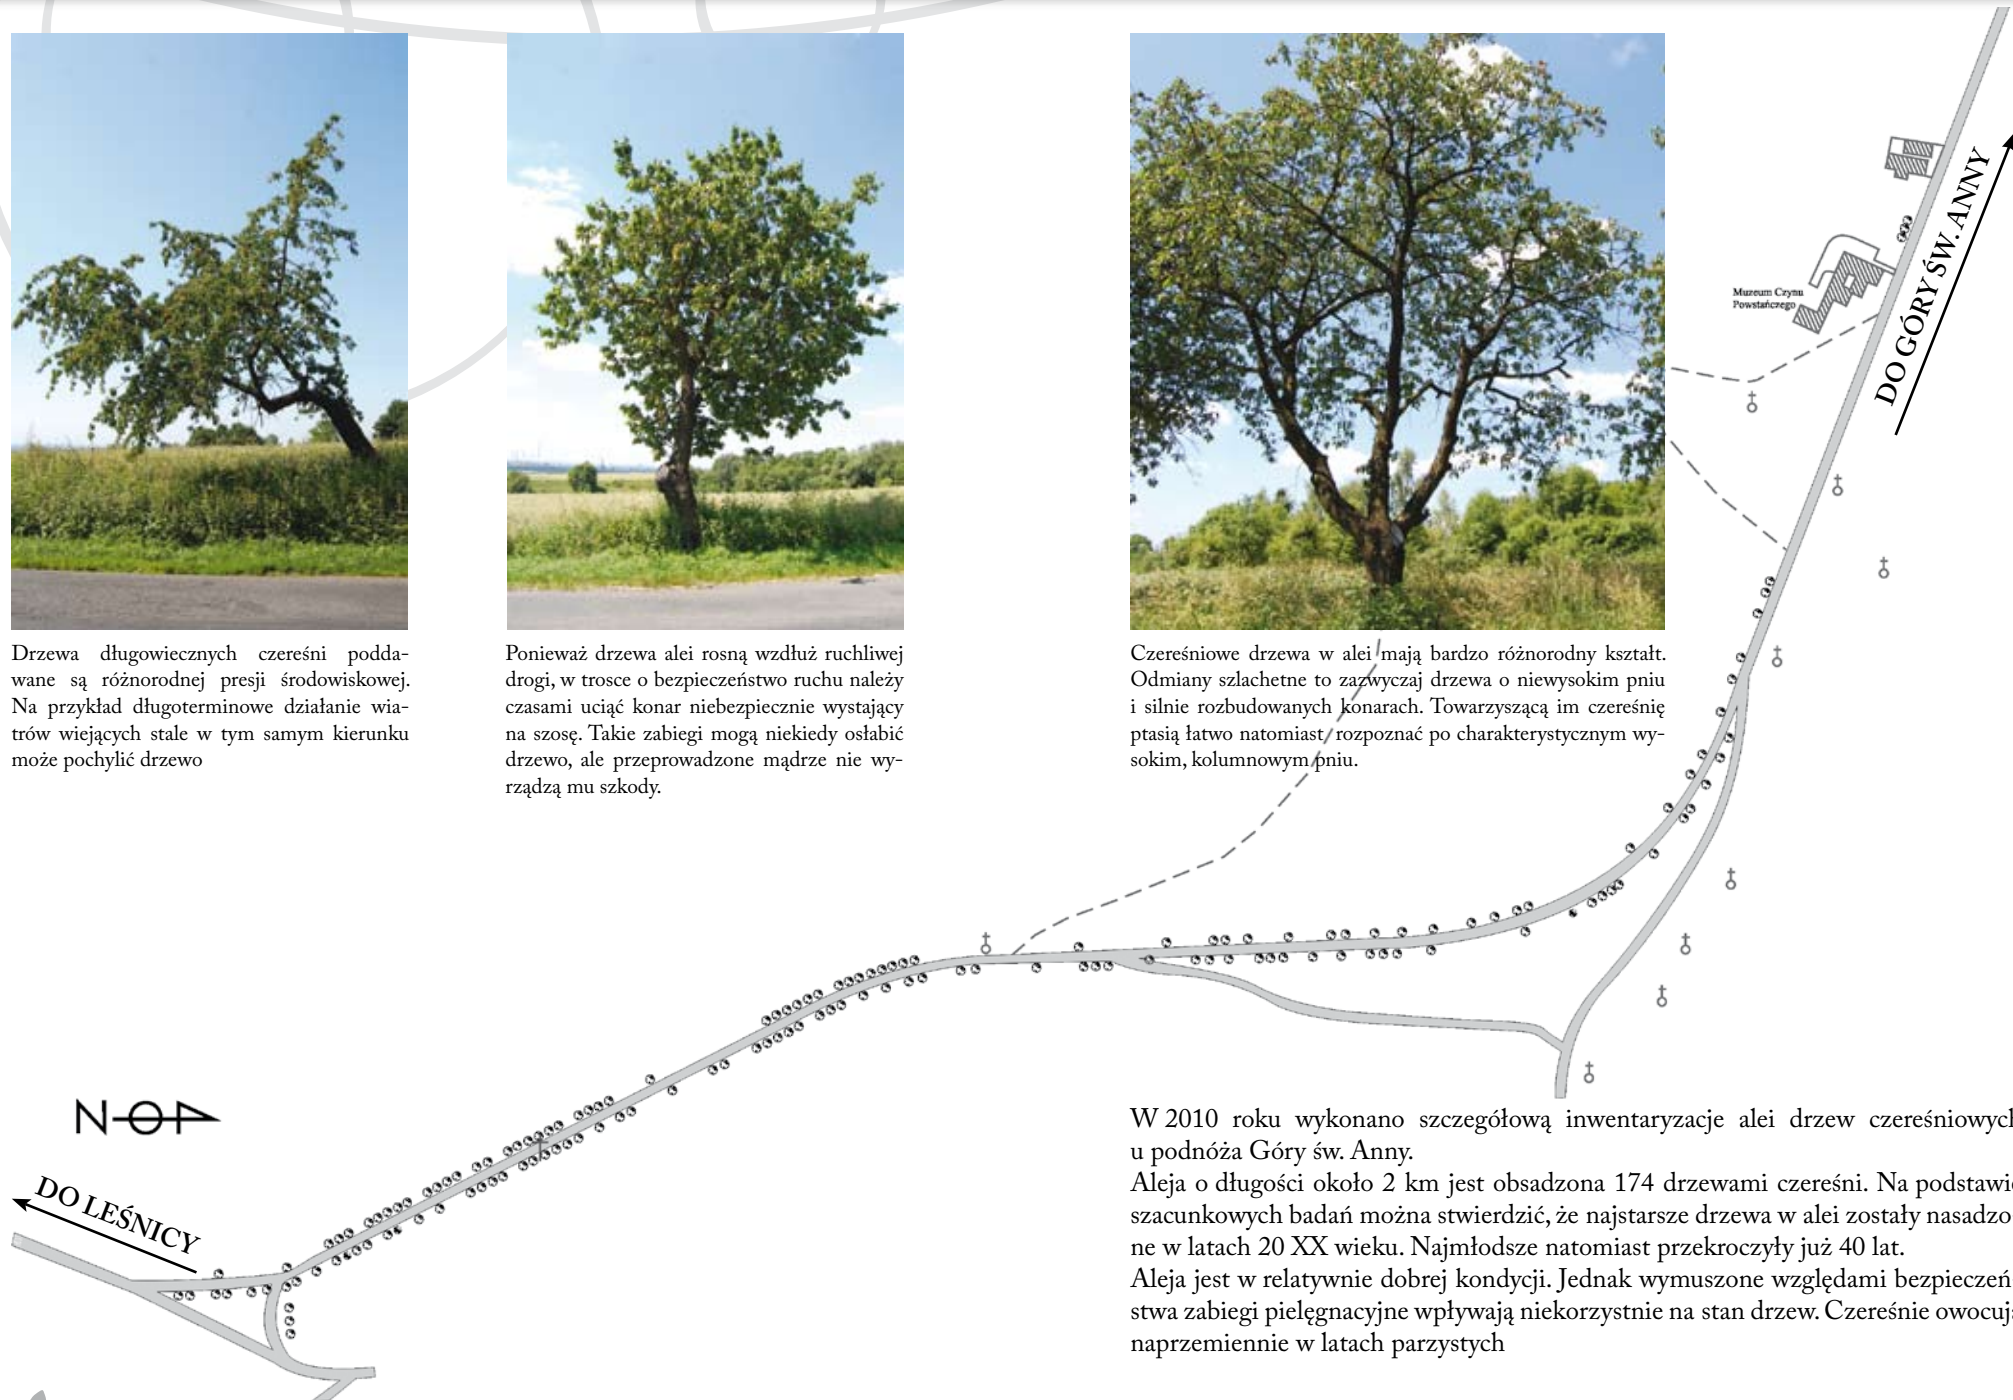 Drzewa długowiecznych czereśni podda-
wane są różnorodnej presji środowiskowej.
Na przykład długoterminowe działanie wia-
trów wiejących stale w tym samym kierunku
może pochylić drzewo
Ponieważ drzewa alei rosną wzdłuż ruchliwej
drogi, w trosce o bezpieczeństwo ruchu należy
czasami uciąć konar niebezpiecznie wystający
na szosę. Takie zabiegi mogą niekiedy osłabić
drzewo, ale przeprowadzone mądrze nie wy-
rządzą mu szkody.
Czereśniowe drzewa w alei mają bardzo różnorodny kształt.
Odmiany szlachetne to zazwyczaj drzewa o niewysokim pniu
i silnie rozbudowanych konarach. Towarzyszącą im czereśnię
ptasią łatwo natomiast rozpoznać po charakterystycznym wy-
sokim, kolumnowym pniu.
Muzeum Czynu
Powstańczego
DO GÓRY ŚW. ANNY
N
DO LEŚNICY
W 2010 roku wykonano szczegółową inwentaryzacje alei drzew czereśniowych
u podnóża Góry św. Anny.
Aleja o długości około 2 km jest obsadzona 174 drzewami czereśni. Na podstawie
szacunkowych badań można stwierdzić, że najstarsze drzewa w alei zostały nasadzo
ne w latach 20 XX wieku. Najmłodsze natomiast przekroczyły już 40 lat.
Aleja jest w relatywnie dobrej kondycji. Jednak wymuszone względami bezpieczeń
stwa zabiegi pielęgnacyjne wpływają niekorzystnie na stan drzew. Czereśnie owocują
naprzemiennie w latach parzystych